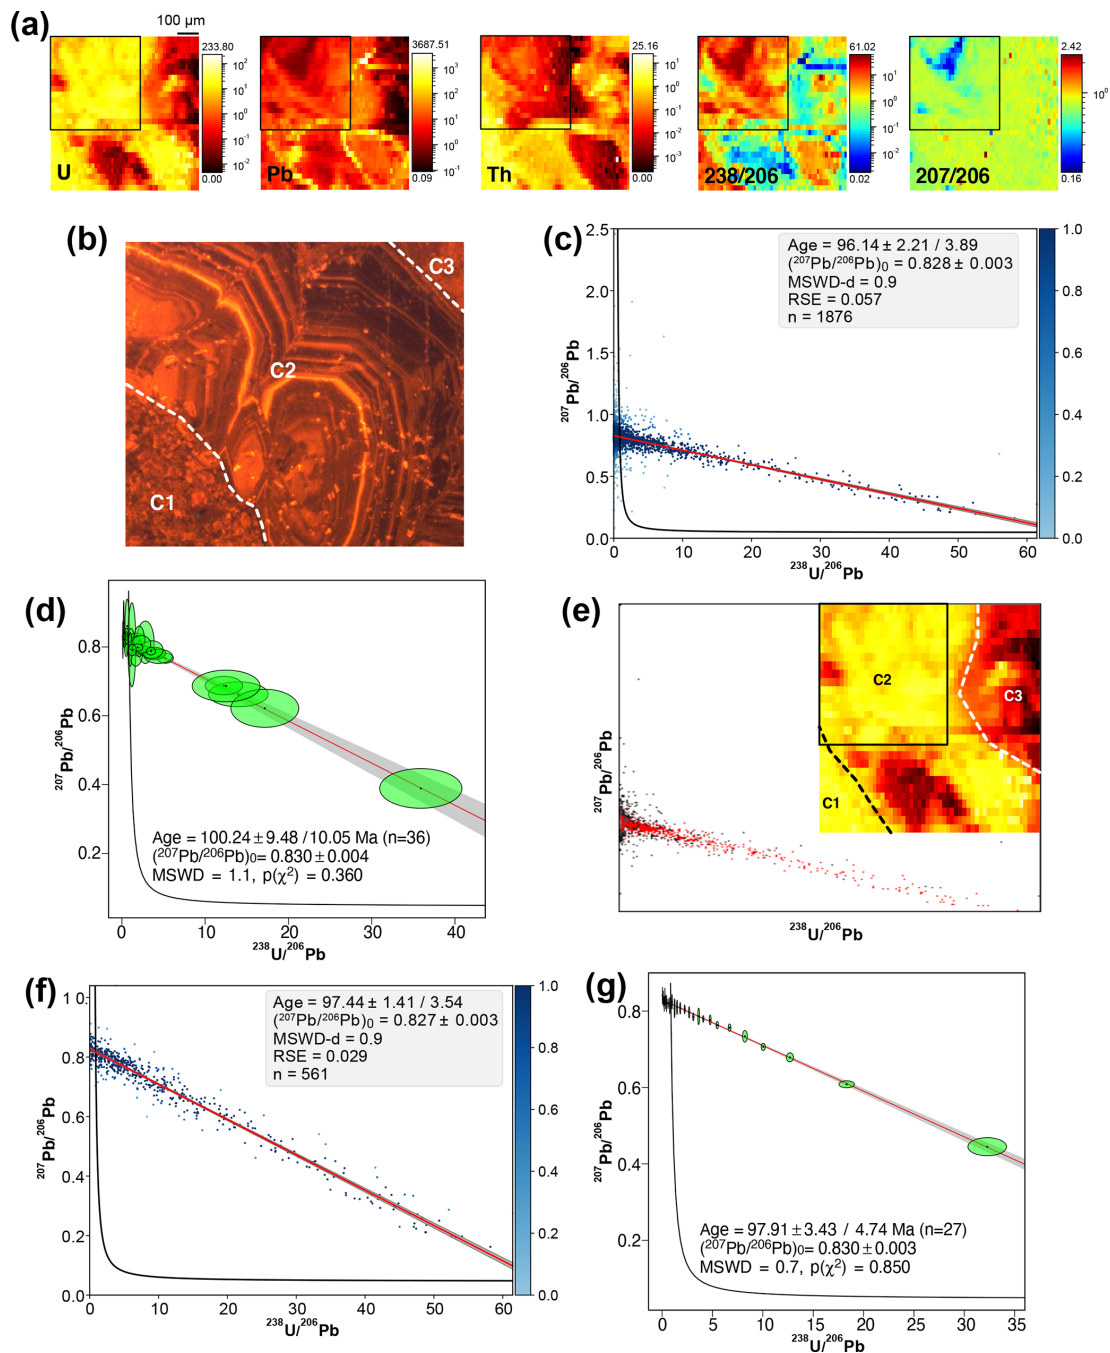 (a)
100 µm
233.80
10²
10¹
10⁰
10⁻¹
10⁻²
0.00
U
3687.51
10³
10²
10¹
10⁰
10⁻¹
0.09
Pb
25.16
10¹
10⁰
10⁻¹
10⁻²
10⁻³
0.00
Th
61.02
10¹
10⁰
10⁻¹
10⁻²
0.02
238/206
2.42
10⁰
0.16
207/206
(b)
C3
C2
C1
(c)
2.5
2.0
1.5
1.0
0.5
0.0
²⁰⁷Pb/²⁰⁶Pb
Age = 96.14 ± 2.21 / 3.89
(²⁰⁷Pb/²⁰⁶Pb)₀ = 0.828 ± 0.003
MSWD-d = 0.9
RSE = 0.057
n = 1876
0 10 20 30 40 50 60
²³⁸U/²⁰⁶Pb
1.0
0.8
0.6
0.4
0.2
0.0
(d)
0.8
0.6
0.4
0.2
²⁰⁷Pb/²⁰⁶Pb
Age = 100.24 ± 9.48 / 10.05 Ma (n=36)
(²⁰⁷Pb/²⁰⁶Pb)₀= 0.830 ± 0.004
MSWD = 1.1, p(χ²) = 0.360
0 10 20 30 40
²³⁸U/²⁰⁶Pb
(e)
C2
C3
C1
²⁰⁷Pb/²⁰⁶Pb
²³⁸U/²⁰⁶Pb
(f)
1 0
0.8
0.6
0.4
0.2
0.0
²⁰⁷Pb/²⁰⁶Pb
Age = 97.44 ± 1.41 / 3.54
(²⁰⁷Pb/²⁰⁶Pb)₀ = 0.827 ± 0.003
MSWD-d = 0.9
RSE = 0.029
n = 561
0 10 20 30 40 50 60
²³⁸U/²⁰⁶Pb
1.0
0.8
0.6
0.4
0.2
0.0
(g)
0.8
0.6
0.4
0.2
²⁰⁷Pb/²⁰⁶Pb
Age = 97.91 ± 3.43 / 4.74 Ma (n=27)
(²⁰⁷Pb/²⁰⁶Pb)₀= 0.830 ± 0.003
MSWD = 0.7, p(χ²) = 0.850
0 5 10 15 20 25 30 35
²³⁸U/²⁰⁶Pb